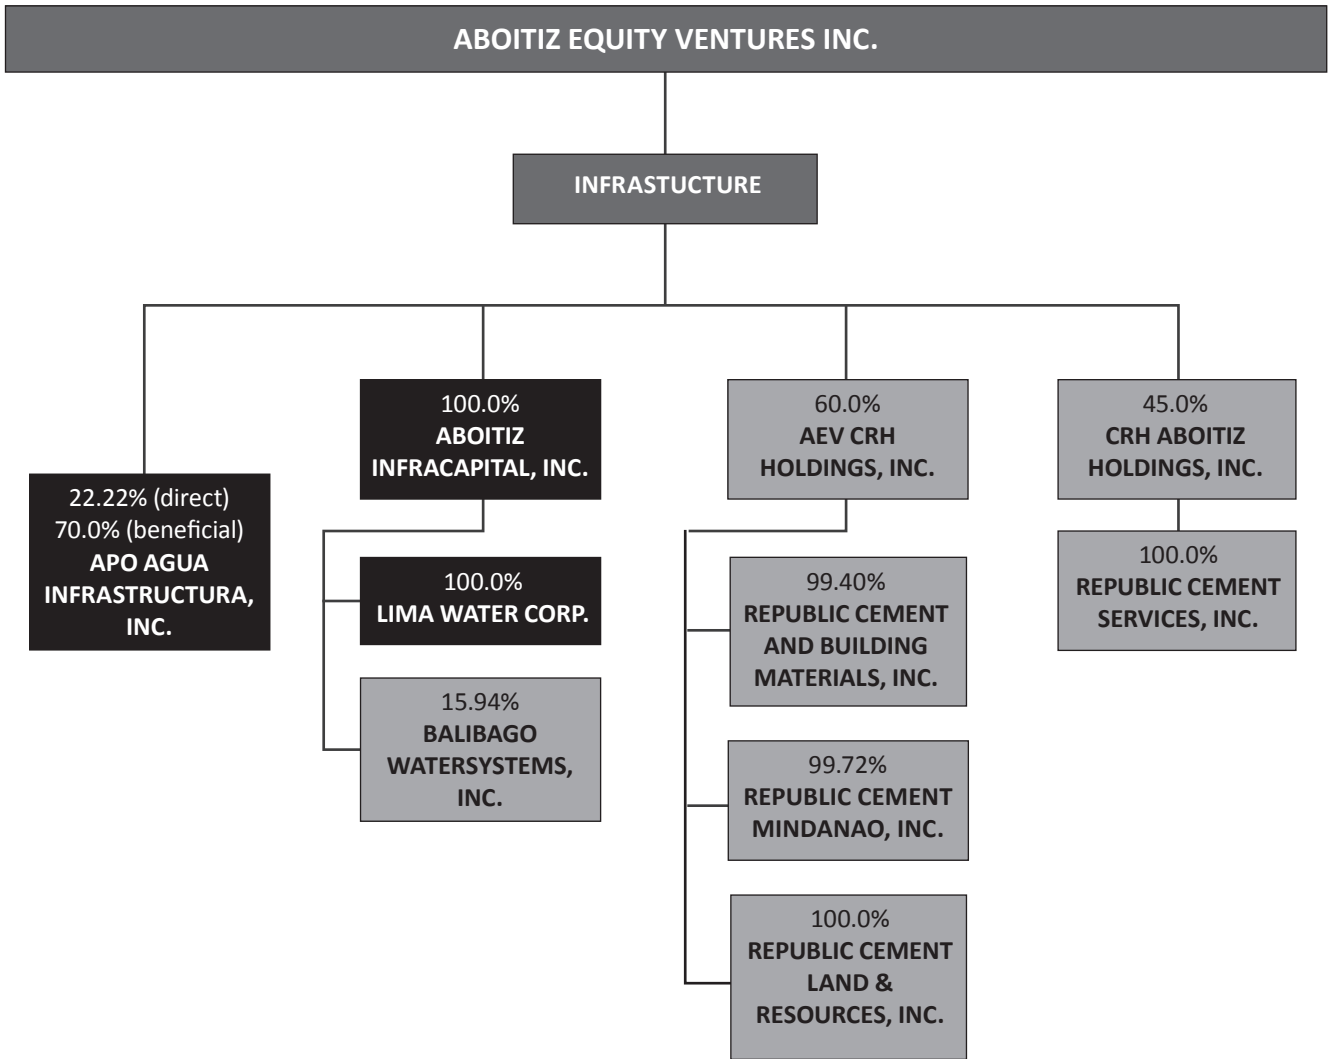 ABOITIZ EQUITY VENTURES INC.
INFRASTUCTURE
22.22% (direct)
70.0% (beneficial)
APO AGUA
INFRASTRUCTURA,
INC.
100.0%
ABOITIZ
INFRACAPITAL, INC.
100.0%
LIMA WATER CORP.
15.94%
BALIBAGO
WATERSYSTEMS,
INC.
60.0%
AEV CRH
HOLDINGS, INC.
99.40%
REPUBLIC CEMENT
AND BUILDING
MATERIALS, INC.
99.72%
REPUBLIC CEMENT
MINDANAO, INC.
100.0%
REPUBLIC CEMENT
LAND &
RESOURCES, INC.
45.0%
CRH ABOITIZ
HOLDINGS, INC.
100.0%
REPUBLIC CEMENT
SERVICES, INC.